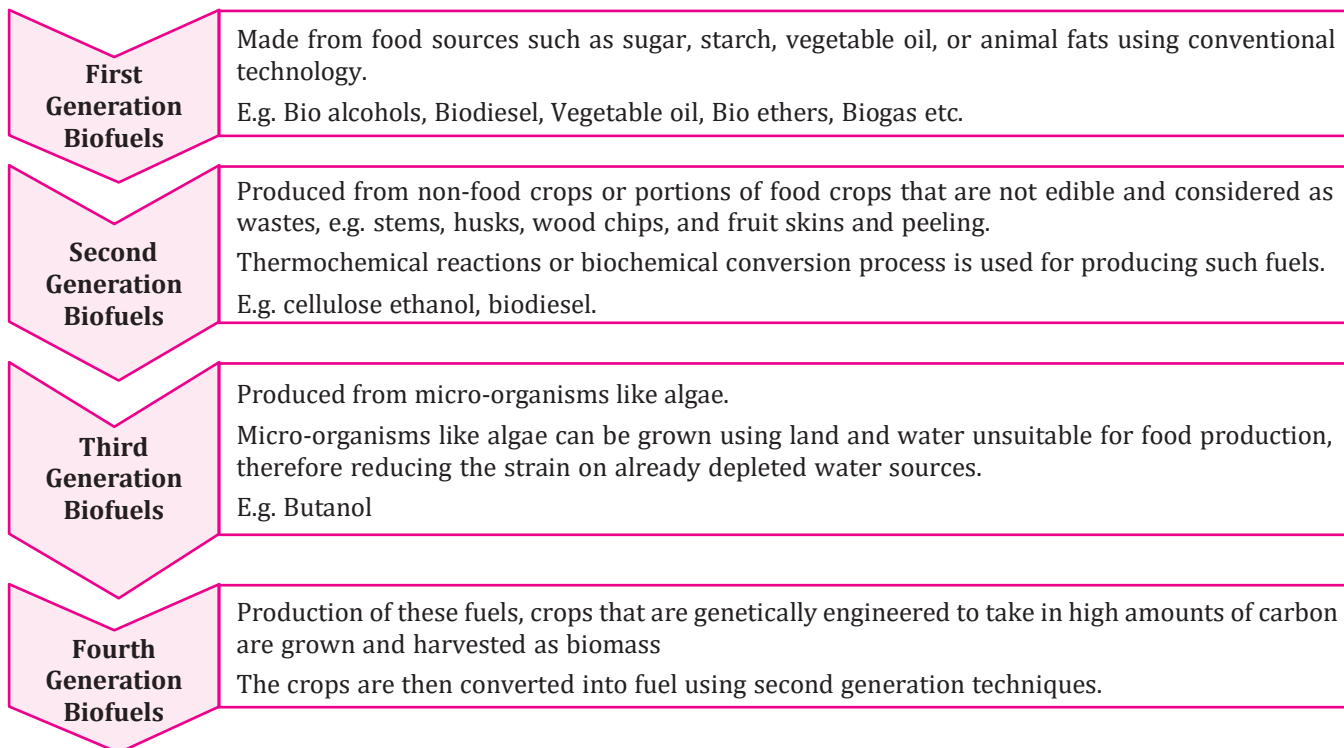 First
Generation
Biofuels
Made from food sources such as sugar, starch, vegetable oil, or animal fats using conventional
technology.
E.g. Bio alcohols, Biodiesel, Vegetable oil, Bio ethers, Biogas etc.
Second
Generation
Biofuels
Produced from non-food crops or portions of food crops that are not edible and considered as
wastes, e.g. stems, husks, wood chips, and fruit skins and peeling.
Thermochemical reactions or biochemical conversion process is used for producing such fuels.
E.g. cellulose ethanol, biodiesel.
Third
Generation
Biofuels
Produced from micro-organisms like algae.
Micro-organisms like algae can be grown using land and water unsuitable for food production,
therefore reducing the strain on already depleted water sources.
E.g. Butanol
Fourth
Generation
Biofuels
Production of these fuels, crops that are genetically engineered to take in high amounts of carbon
are grown and harvested as biomass
The crops are then converted into fuel using second generation techniques.